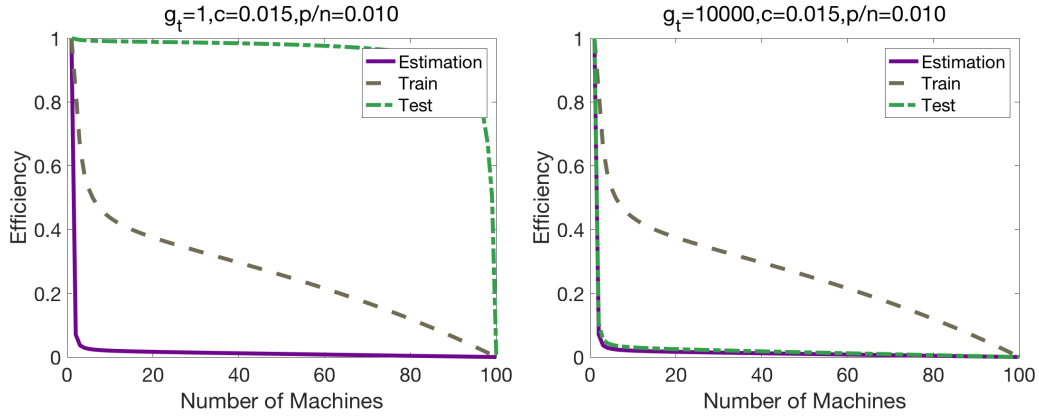 g_t=1,c=0.015,p/n=0.010
1
0.8
0.6
0.4
0.2
0
Efficiency
0 20 40 60 80 100
Number of Machines
Estimation
Train
Test
g_t=10000,c=0.015,p/n=0.010
1
0.8
0.6
0.4
0.2
0
Efficiency
0 20 40 60 80 100
Number of Machines
Estimation
Train
Test